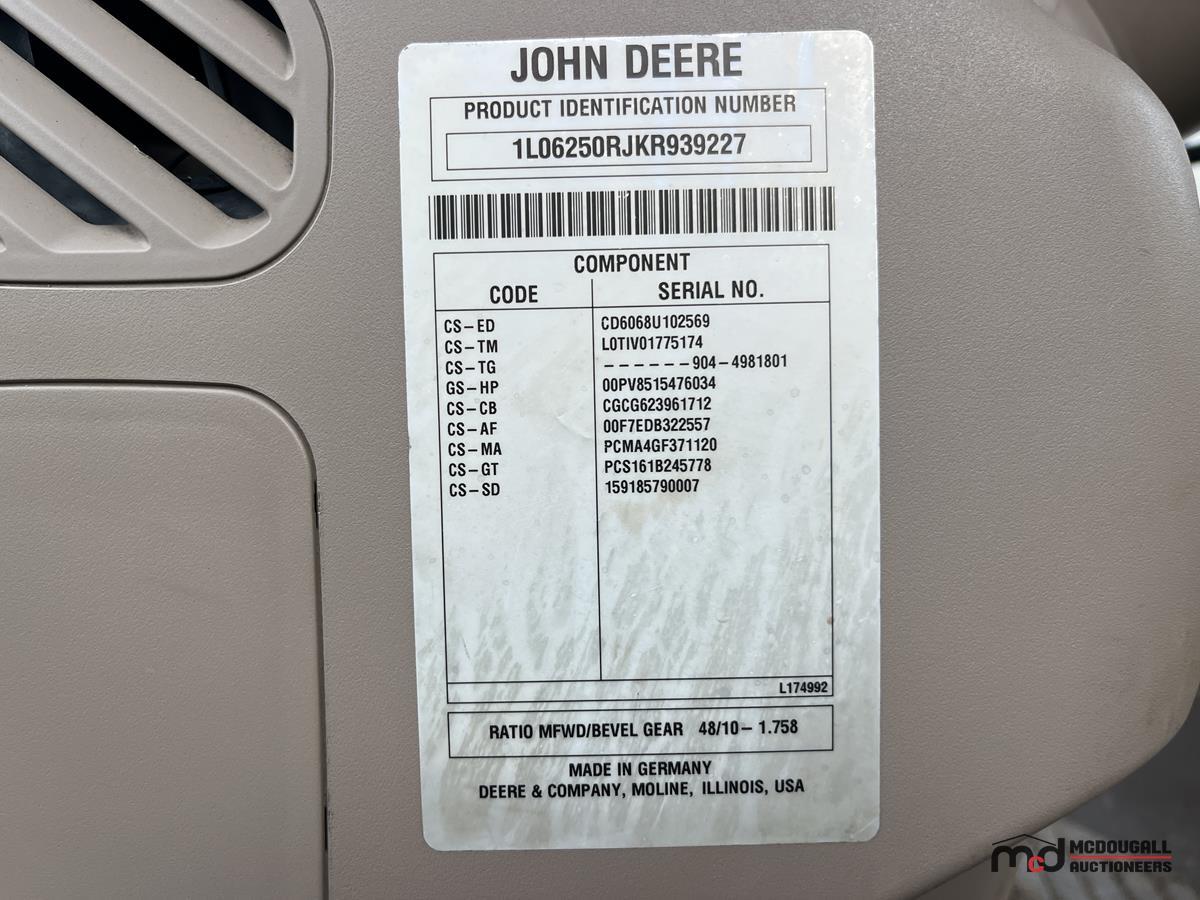 JOHN DEERE
PRODUCT IDENTIFICATION NUMBER
1L06250RJKR939227
COMPONENT
CODE SERIAL NO.
CS-ED CD6068U102569
CS-TM L0TIV01775174
CS-TG ------904-4981801
GS-HP 00PV8515476034
CS-CB CGCG623961712
CS-AF 00F7EDB322557
CS-MA PCMA4GF371120
CS-GT PCS161B245778
CS-SD 159185790007
L174992
RATIO MFWD/BEVEL GEAR 48/10-1.758
MADE IN GERMANY
DEERE & COMPANY, MOLINE, ILLINOIS, USA
mcd MCDOUGALL
AUCTIONEERS